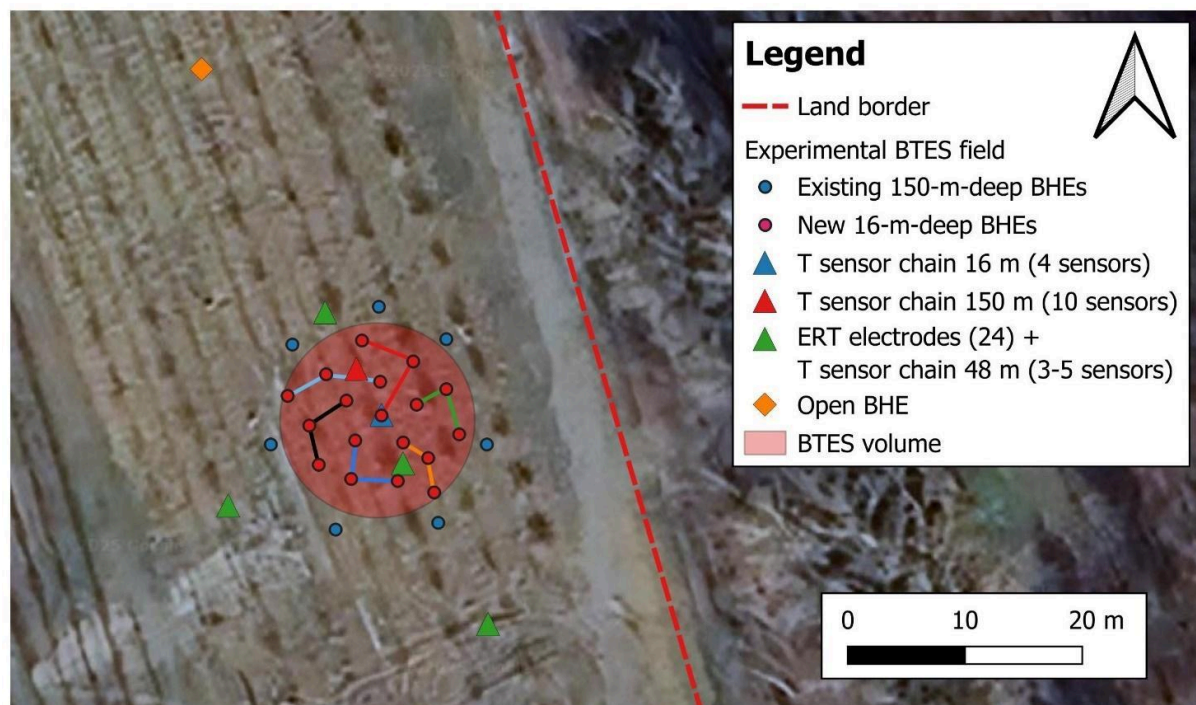 Legend
Land border
Experimental BTES field
Existing 150-m-deep BHEs
New 16-m-deep BHEs
T sensor chain 16 m (4 sensors)
T sensor chain 150 m (10 sensors)
ERT electrodes (24) +
T sensor chain 48 m (3-5 sensors)
Open BHE
BTES volume
0 10 20 m